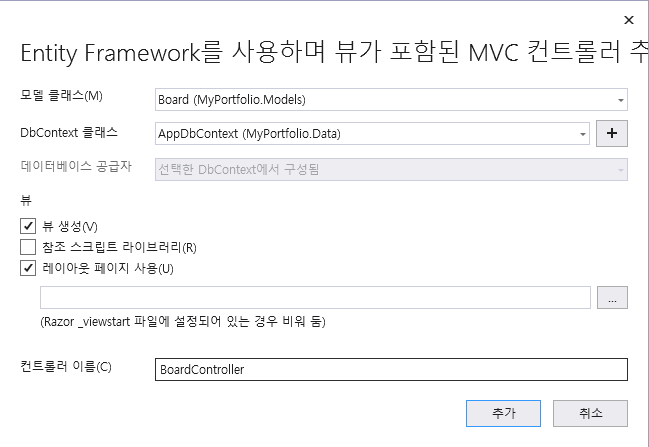 Entity Framework를 사용하며 뷰가 포함된 MVC 컨트롤러 추
모델 클래스(M)
Board (MyPortfolio.Models)
DbContext 클래스
AppDbContext (MyPortfolio.Data)
데이터베이스 공급자
선택한 DbContext에서 구성됨
뷰
뷰 생성(V)
참조 스크립트 라이브러리(R)
레이아웃 페이지 사용(U)
...
(Razor _viewstart 파일에 설정되어 있는 경우 비워 둠)
컨트롤러 이름(C)
BoardController
추가
취소